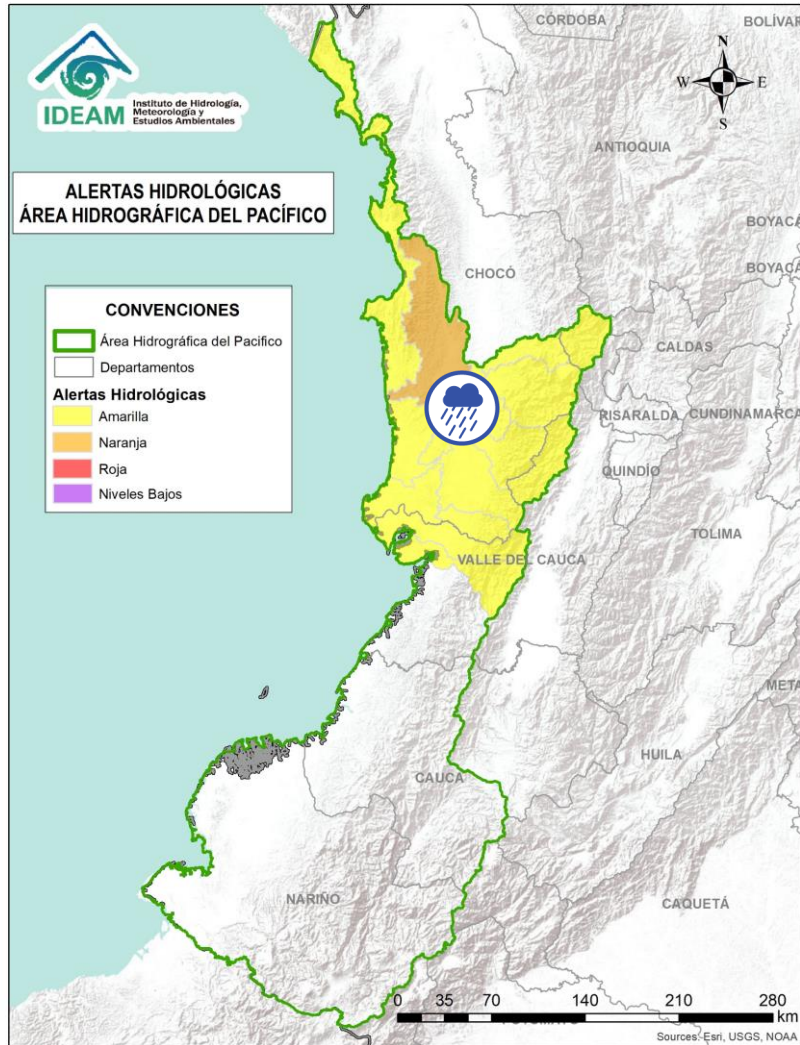 IDEAM
Instituto de Hidrología,
Meteorología y
Estudios Ambientales
ALERTAS HIDROLÓGICAS
ÁREA HIDROGRÁFICA DEL PACÍFICO
CONVENCIONES
Área Hidrográfica del Pacifico
Departamentos
Alertas Hidrológicas
Amarilla
Naranja
Roja
Niveles Bajos
CÓRDOBA
BOLÍVAR
N
W
E
S
ANTIOQUIA
BOYACÁ
CHOCÓ
BOYACÁ
CALDAS
RISARALDA
CUNDINAMARCA
QUINDÍO
TOLIMA
VALLE DEL CAUCA
META
HUILA
CAUCA
NARIÑO
CAQUETÁ
0 35 70 140 210 280
km
Sources: Esri, USGS, NOAA